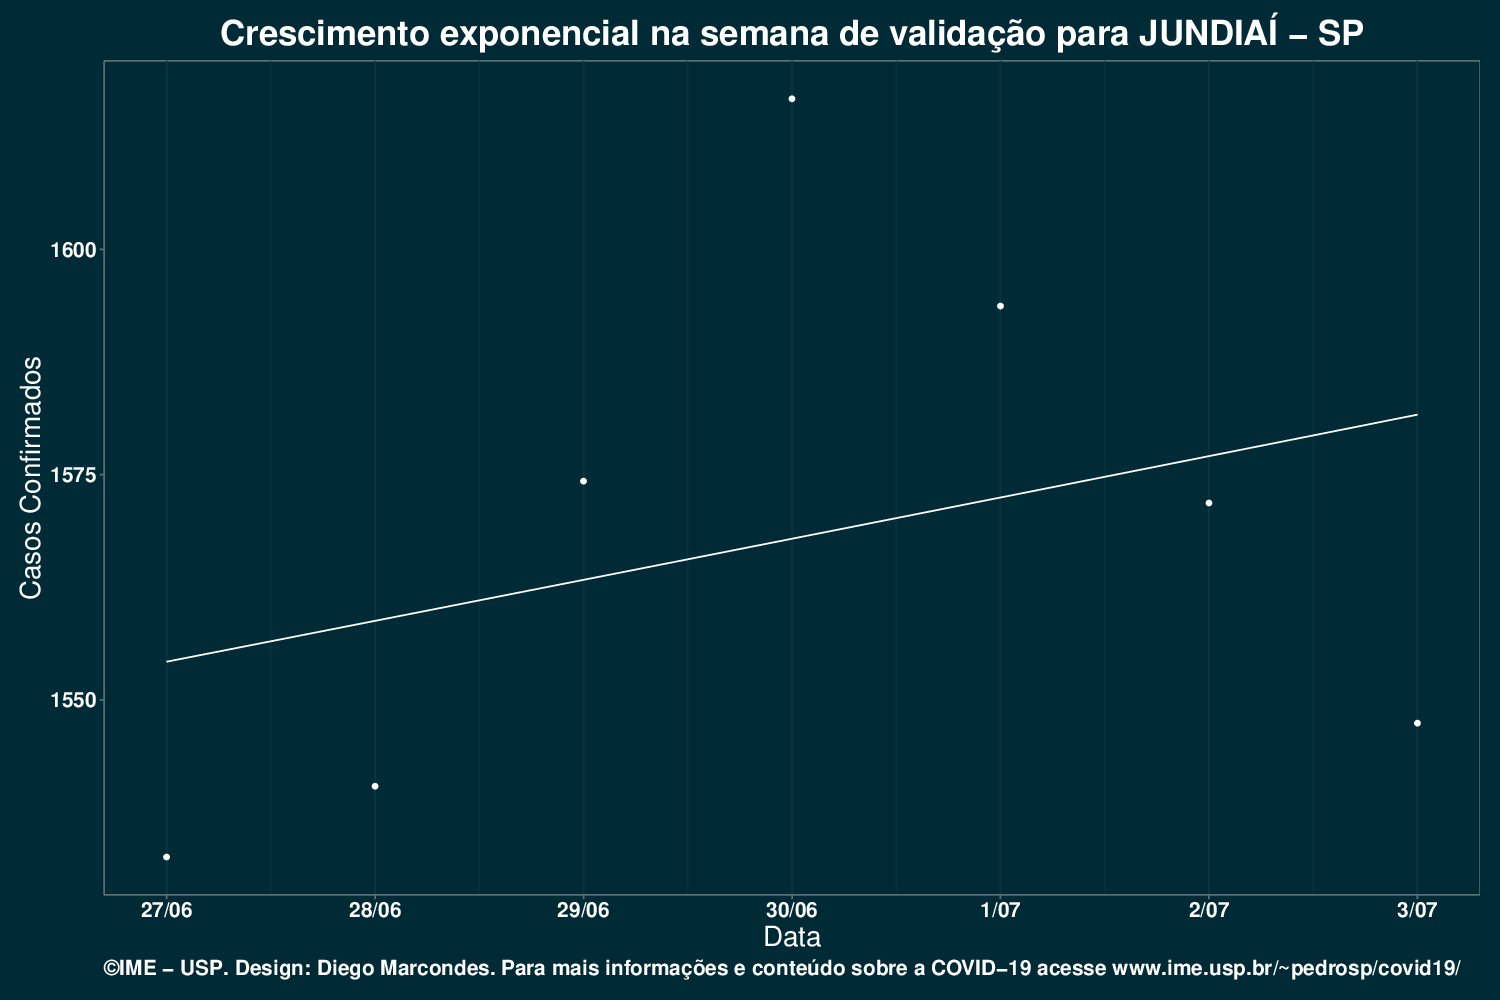 Crescimento exponencial na semana de validação para JUNDIAÍ − SP
Casos Confirmados
1600
1575
1550
27/06 28/06 29/06 30/06 1/07 2/07 3/07
Data
©IME − USP. Design: Diego Marcondes. Para mais informações e conteúdo sobre a COVID−19 acesse www.ime.usp.br/~pedrosp/covid19/